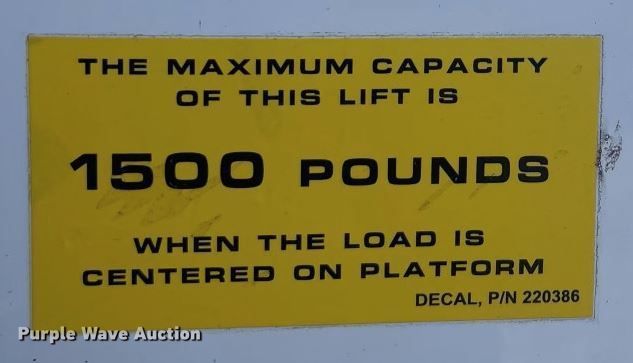 THE MAXIMUM CAPACITY
OF THIS LIFT IS
1500 POUNDS
WHEN THE LOAD IS
CENTERED ON PLATFORM
DECAL, P/N 220386
Purple Wave Auction